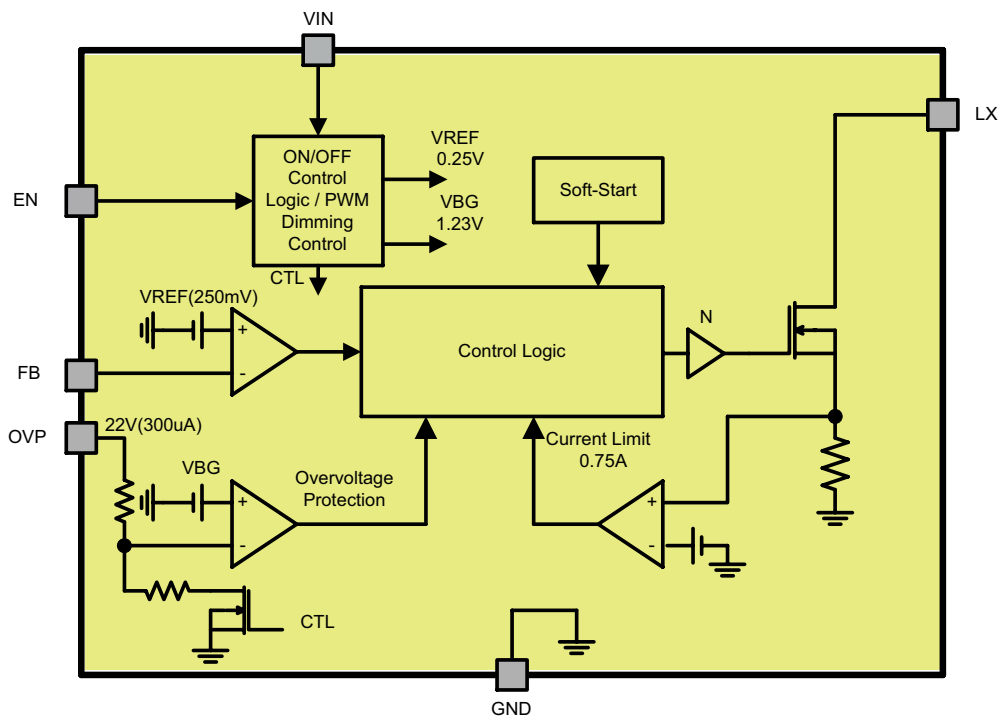 VIN
LX
ON/OFF
Control
Logic / PWM
Dimming
Control
VREF
0.25V
VBG
1.23V
Soft-Start
EN
CTL
VREF(250mV)
+
-
Control Logic
N
FB
OVP
22V(300uA)
VBG
+
-
Overvoltage
Protection
Current Limit
0.75A
+
-
CTL
GND